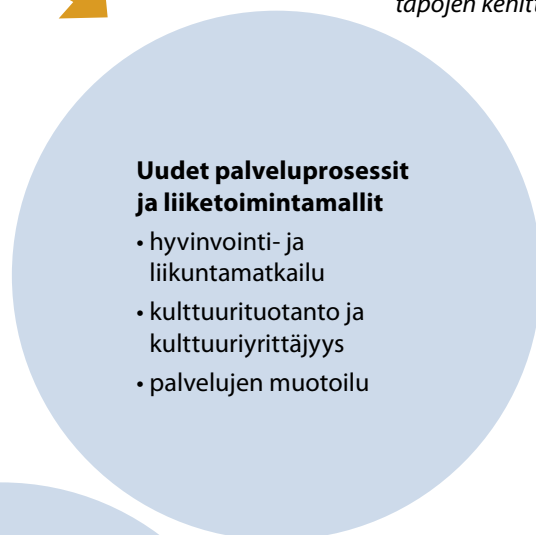 tapojen
Uudet palveluprosessit
ja liiketoimintamallit
• hyvinvointi- ja
liikuntamatkailu
• kulttuurituotanto ja
kulttuuriyrittäjyys
• palvelujen muotoilu